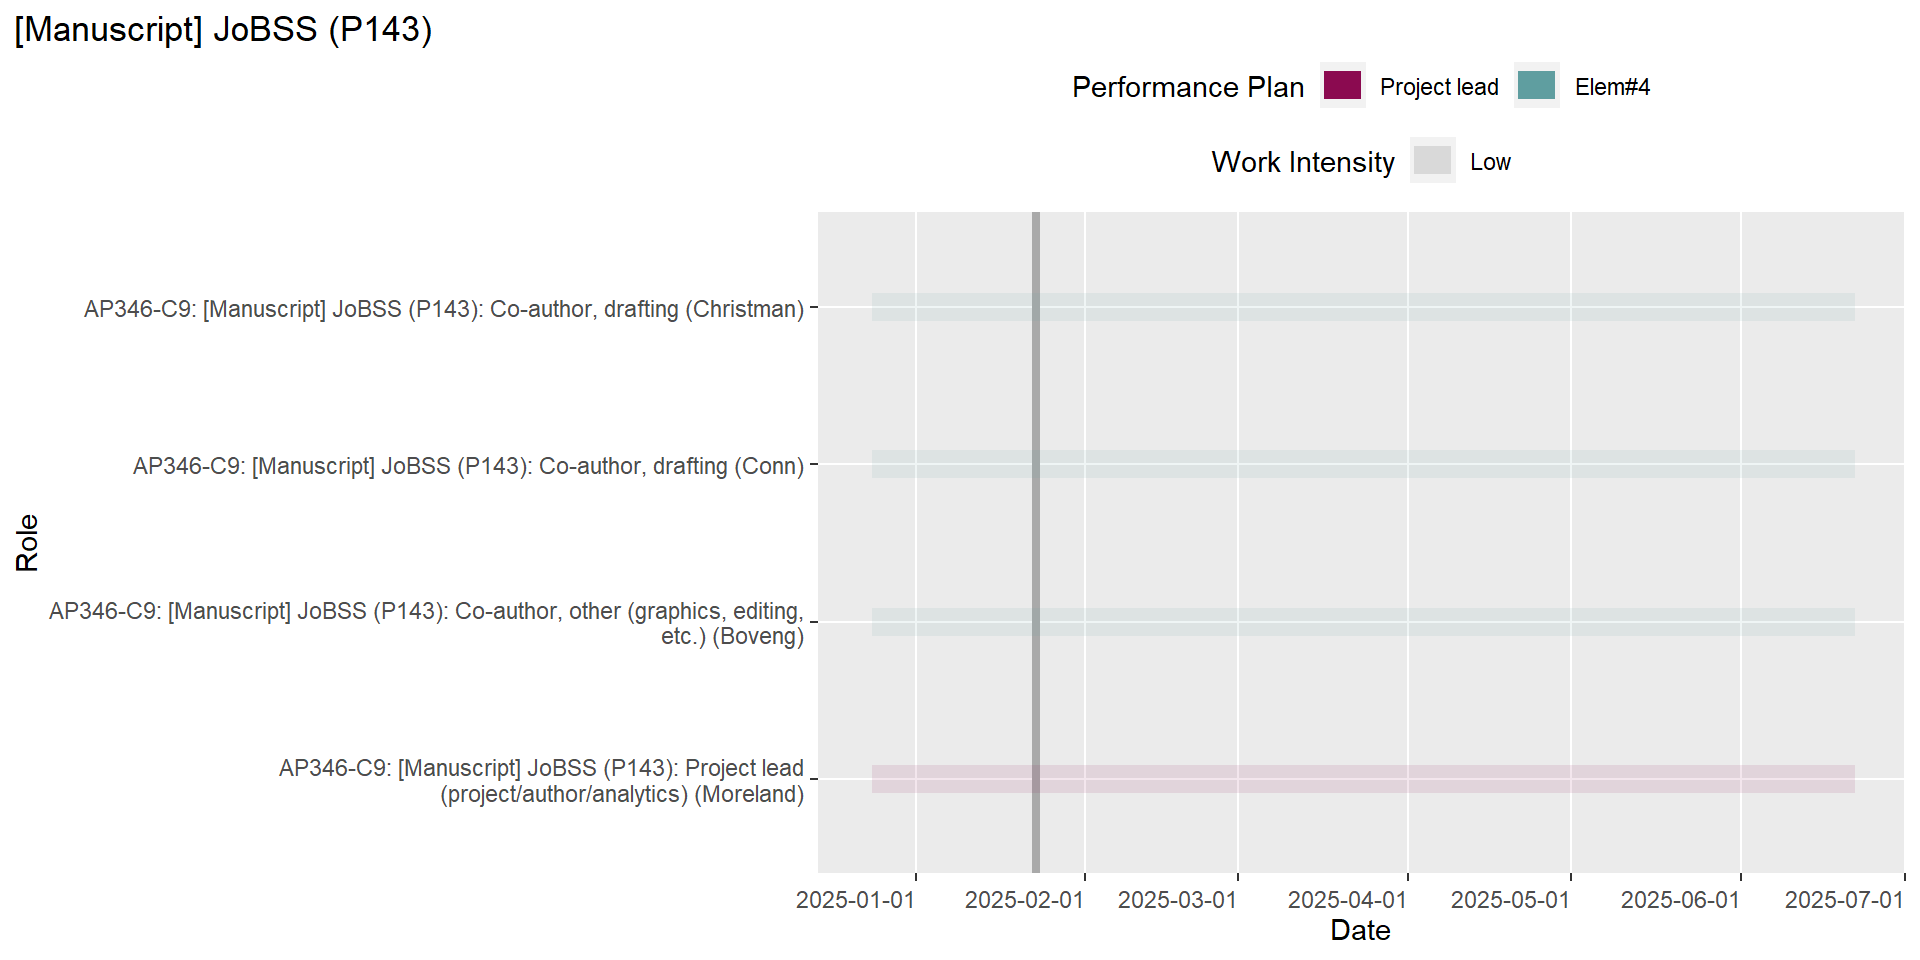 [Manuscript] JoBSS (P143)
Performance Plan Project lead Elem#4
Work Intensity Low
AP346-C9: [Manuscript] JoBSS (P143): Co-author, drafting (Christman)
AP346-C9: [Manuscript] JoBSS (P143): Co-author, drafting (Conn)
Role
AP346-C9: [Manuscript] JoBSS (P143): Co-author, other (graphics, editing,
etc.) (Boveng)
AP346-C9: [Manuscript] JoBSS (P143): Project lead
(project/author/analytics) (Moreland)
2025-01-01 2025-02-01 2025-03-01 2025-04-01 2025-05-01 2025-06-01 2025-07-01
Date